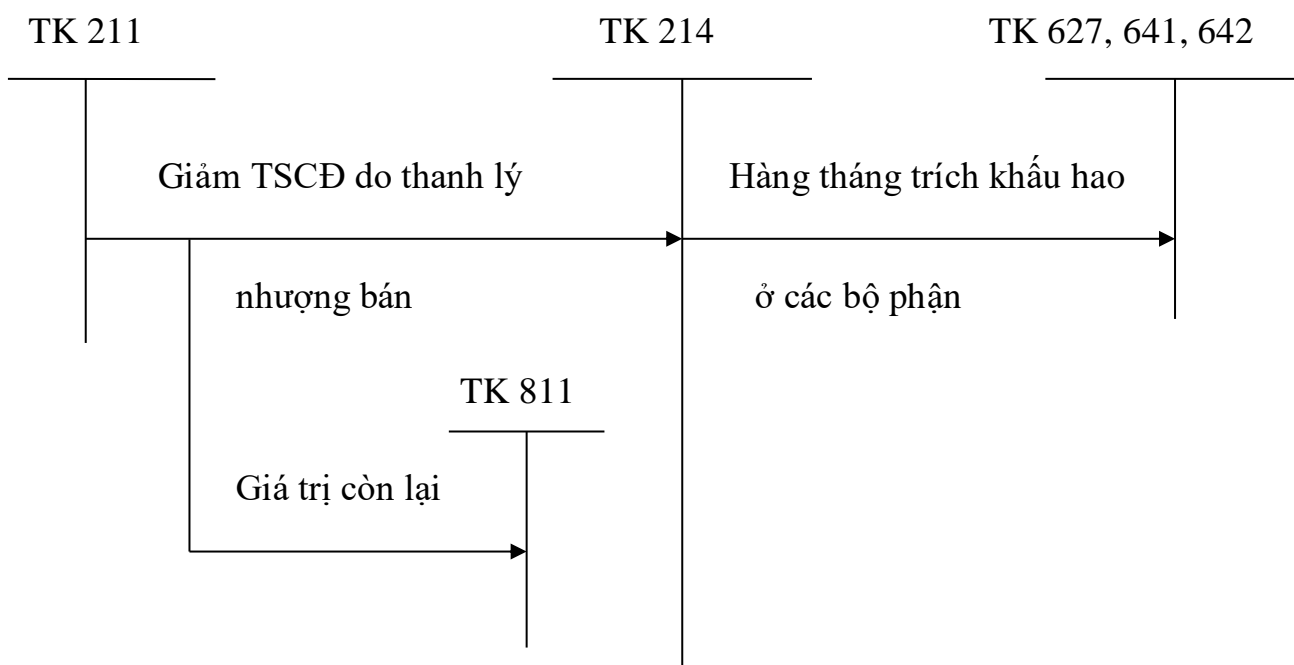 TK 211
TK 214
TK 627, 641, 642
Giảm TSCĐ do thanh lý
Hàng tháng trích khấu hao
nhượng bán
ở các bộ phận
TK 811
Giá trị còn lại